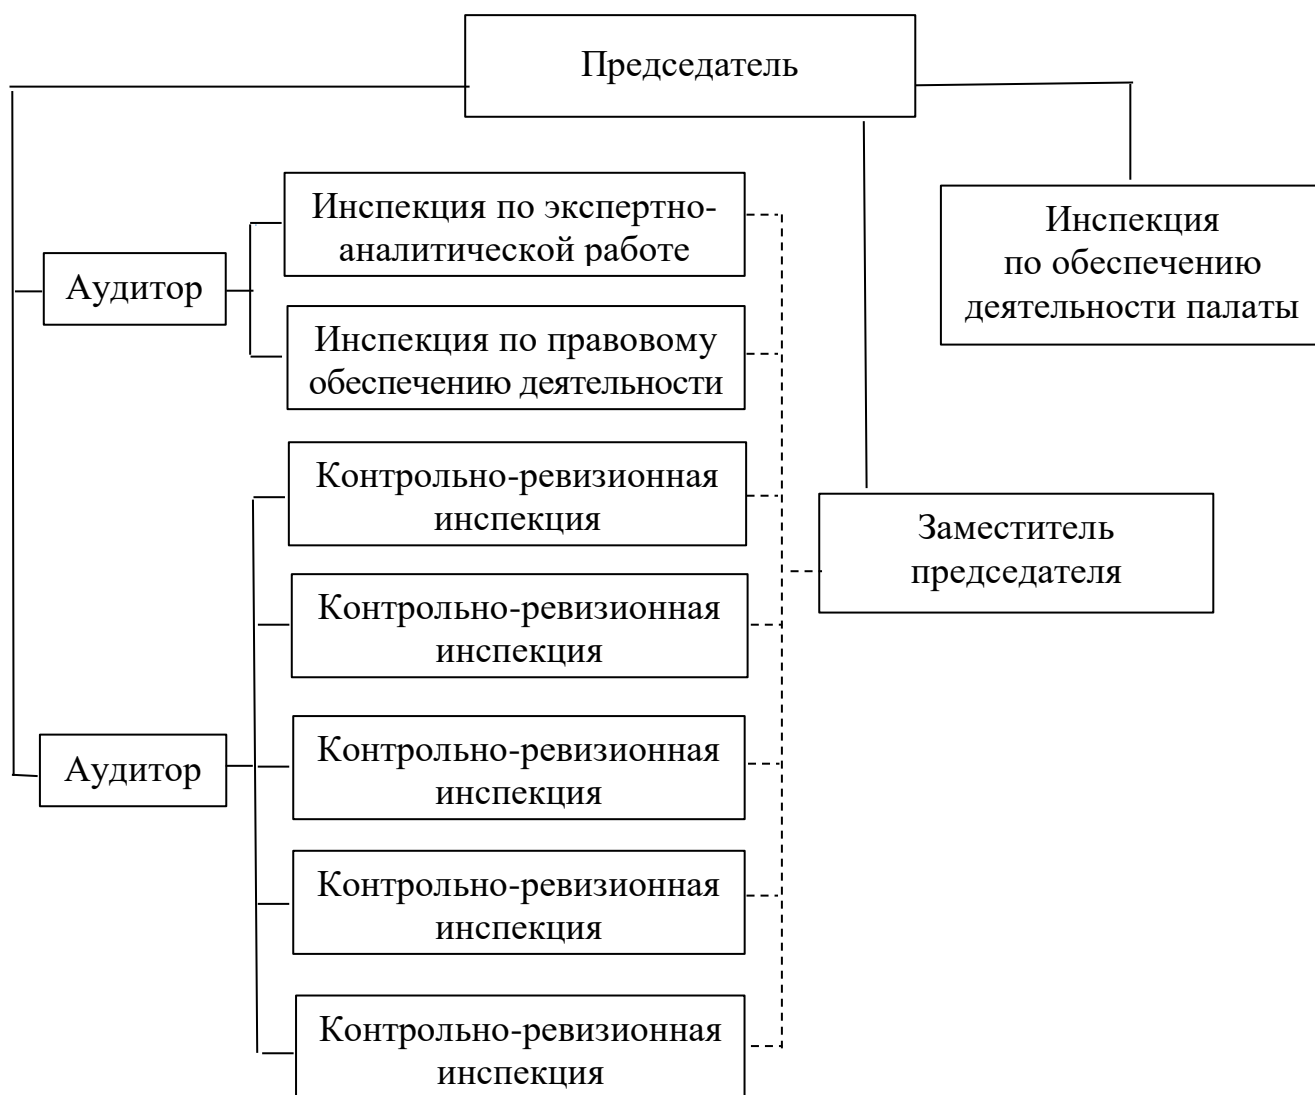 Председатель
Инспекция по экспертно-
аналитической работе
Аудитор
Инспекция по правовому
обеспечению деятельности
Инспекция
по обеспечению
деятельности палаты
Контрольно-ревизионная
инспекция
Заместитель
председателя
Контрольно-ревизионная
инспекция
Аудитор
Контрольно-ревизионная
инспекция
Контрольно-ревизионная
инспекция
Контрольно-ревизионная
инспекция